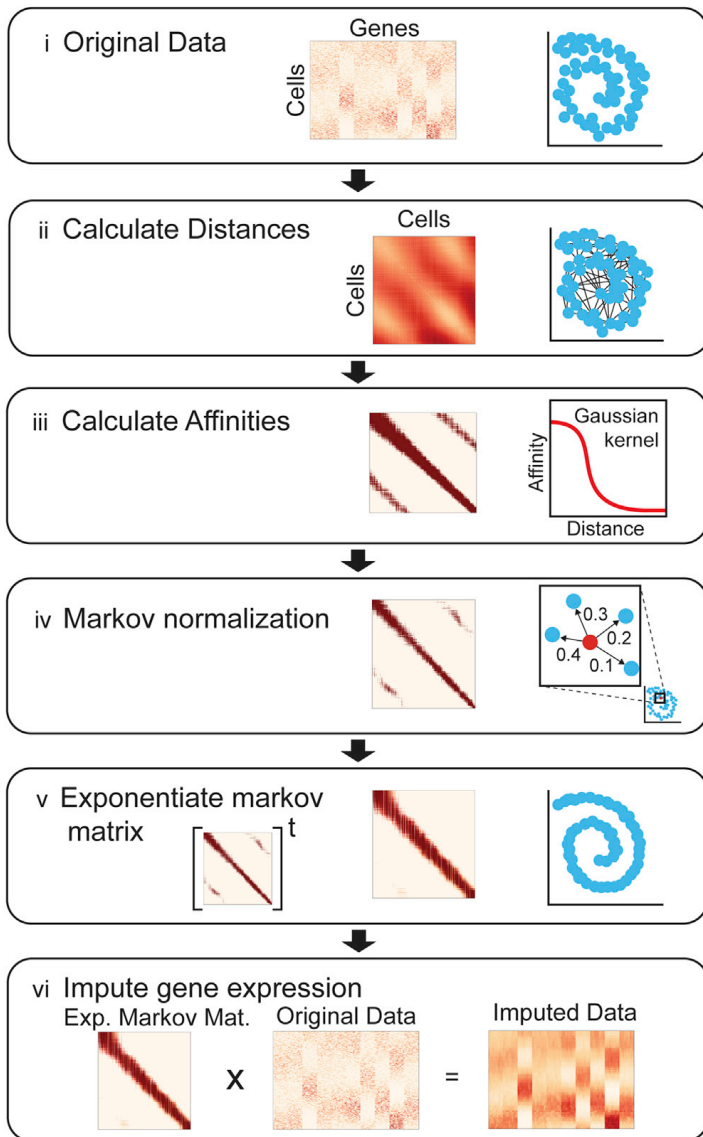 i Original Data
Genes
Cells
ii Calculate Distances
Cells
Cells
iii Calculate Affinities
Gaussian
kernel
Affinity
Distance
iv Markov normalization
0.3
0.2
0.4
0.1
v Exponentiate markov
matrix
t
vi Impute gene expression
Exp. Markov Mat.
Original Data
Imputed Data
x
=